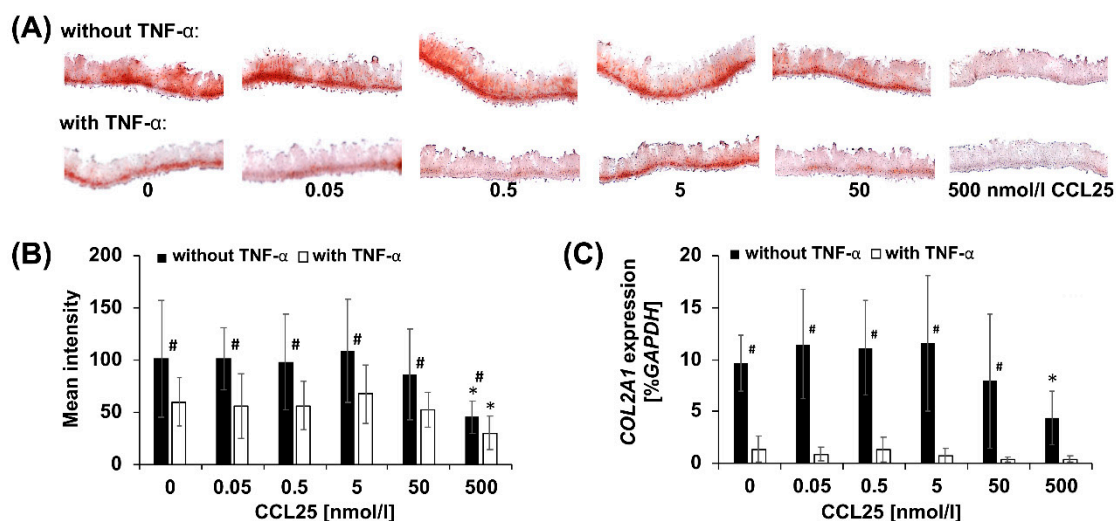 (A) without TNF-α:
with TNF-α:
0 0.05 0.5 5 50 500 nmol/l CCL25
(B)
■ without TNF-α □ with TNF-α
200
150
100
50
0
Mean intensity
# # # # # #
* *
0 0.05 0.5 5 50 500
CCL25 [nmol/l]
(C)
■ without TNF-α □ with TNF-α
20
15
10
5
0
COL2A1 expression
[%GAPDH]
# # # # #
*
0 0.05 0.5 5 50 500
CCL25 [nmol/l]